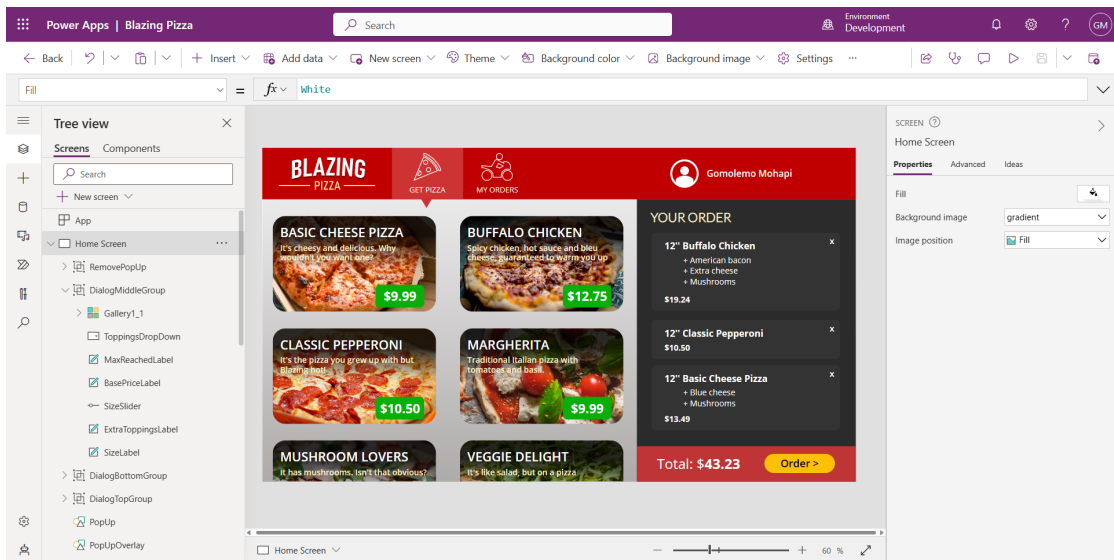 Power Apps | Blazing Pizza
Search
Environment
Development
GM
Back
Insert
Add data
New screen
Theme
Background color
Background image
Settings
...
Fill
=
fx
White
Tree view
Screens
Components
Search
New screen
App
Home Screen
...
RemovePopUp
DialogMiddleGroup
Gallery1_1
ToppingsDropDown
MaxReachedLabel
BasePriceLabel
SizeSlider
ExtraToppingsLabel
SizeLabel
DialogBottomGroup
DialogTopGroup
PopUp
PopUpOverlay
BLAZING
PIZZA
GET PIZZA
MY ORDERS
Gomolemo Mohapi
BASIC CHEESE PIZZA
It's cheesy and delicious. Why
wouldn't you want one?
$9.99
BUFFALO CHICKEN
Spicy chicken, hot sauce and bleu
cheese, guaranteed to warm you up
$12.75
CLASSIC PEPPERONI
It's the pizza you grew up with but
Blazing hot!
$10.50
MARGHERITA
Traditional Italian pizza with
tomatoes and basil.
$9.99
MUSHROOM LOVERS
It has mushrooms. Isn't that obvious?
VEGGIE DELIGHT
It's like salad, but on a pizza
YOUR ORDER
12" Buffalo Chicken
x
+ American bacon
+ Extra cheese
+ Mushrooms
$19.24
12" Classic Pepperoni
x
$10.50
12" Basic Cheese Pizza
x
+ Blue cheese
+ Mushrooms
$13.49
Total: $43.23
Order >
Home Screen
60 %
SCREEN
Home Screen
Properties
Advanced
Ideas
Fill
Background image
gradient
Image position
Fill